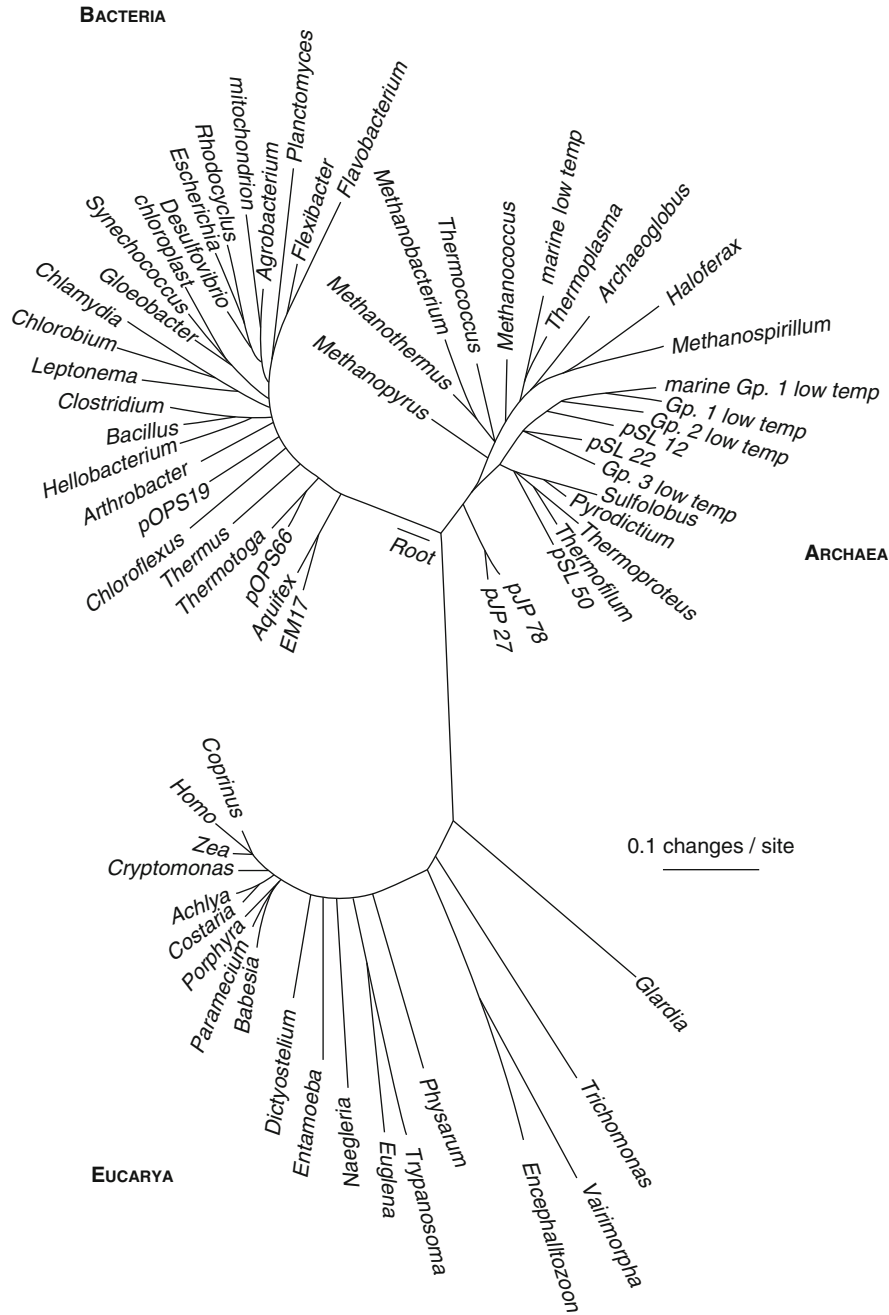 BACTERIA
Planctomyces
mitochondrion
Flavobacterium
Rhodocyclus
Escherichia
Agrobacterium
Flexibacter
Desulfovibrio
chloroplast
Synechococcus
Gloeobacter
Chlamydia
Chlorobium
Leptonema
Clostridium
Bacillus
Hellobacterium
Arthrobacter
pOPS19
Chloroflexus
Thermus
Thermotoga
pOPS66
Aquifex
EM17
Root
Methanopyrus
Methanothermus
Methanobacterium
Thermococcus
Methanococcus
marine low temp
Thermoplasma
Archaeoglobus
Haloferax
Methanospirillum
marine Gp. 1 low temp
Gp. 1 low temp
Gp. 2 low temp
pSL 12
pSL 22
Gp. 3 low temp
Sulfolobus
Pyrodictium
Thermoproteus
Thermofilum
pSL 50
pJP 78
pJP 27
ARCHAEA
Coprinus
Homo
Zea
Cryptomonas
Achlya
Costaria
Porphyra
Paramecium
Babesia
Dictyostelium
Entamoeba
Naegleria
Euglena
Trypanosoma
Physarum
Encephalltozoon
Vairimorpha
Trichomonas
Glardia
0.1 changes / site
EUCARYA